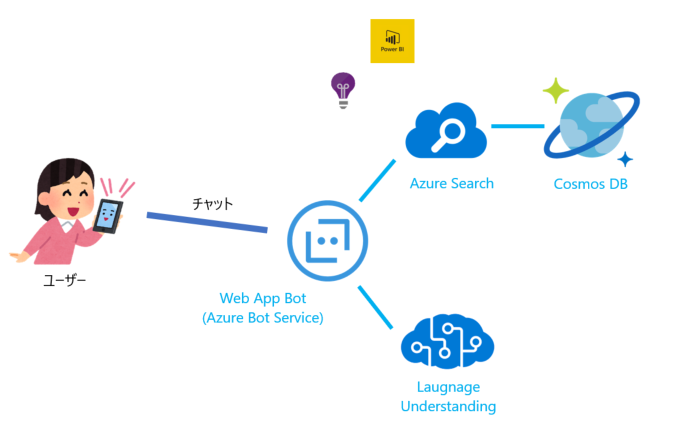 Power BI
Azure Search
Cosmos DB
チャット
ユーザー
Web App Bot
(Azure Bot Service)
Laugnage
Understanding